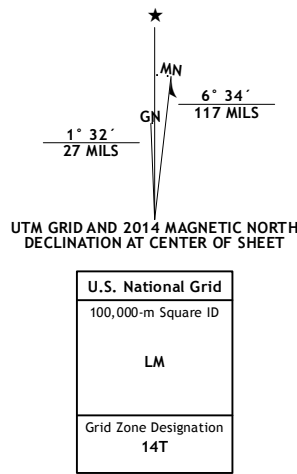 MN
GN
6° 34´
117 MILS
1° 32´
27 MILS
UTM GRID AND 2014 MAGNETIC NORTH
DECLINATION AT CENTER OF SHEET
U.S. National Grid
100,000-m Square ID
LM
Grid Zone Designation
14T